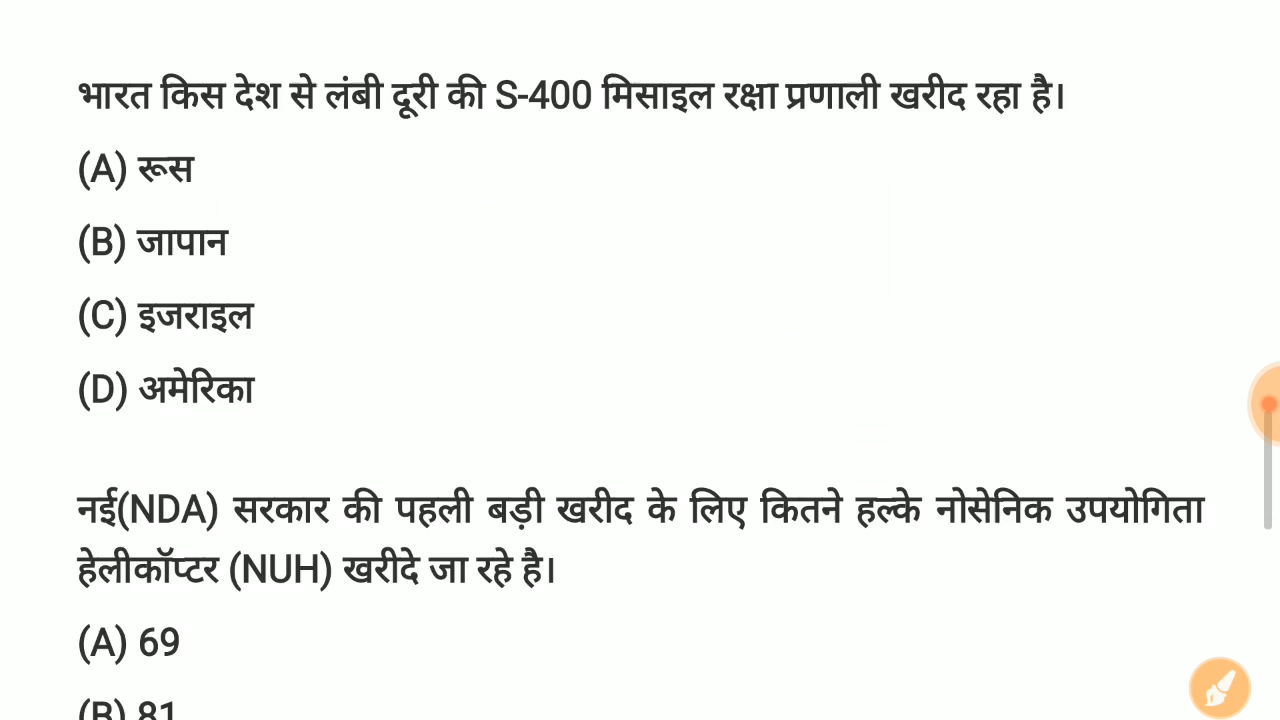 भारत किस देश से लंबी दूरी की S-400 मिसाइल रक्षा प्रणाली खरीद रहा है।
(A) रूस
(B) जापान
(C) इजराइल
(D) अमेरिका
नई(NDA) सरकार की पहली बड़ी खरीद के लिए कितने हल्के नोसेनिक उपयोगिता
हेलीकॉप्टर (NUH) खरीदे जा रहे है।
(A) 69
(B) 81